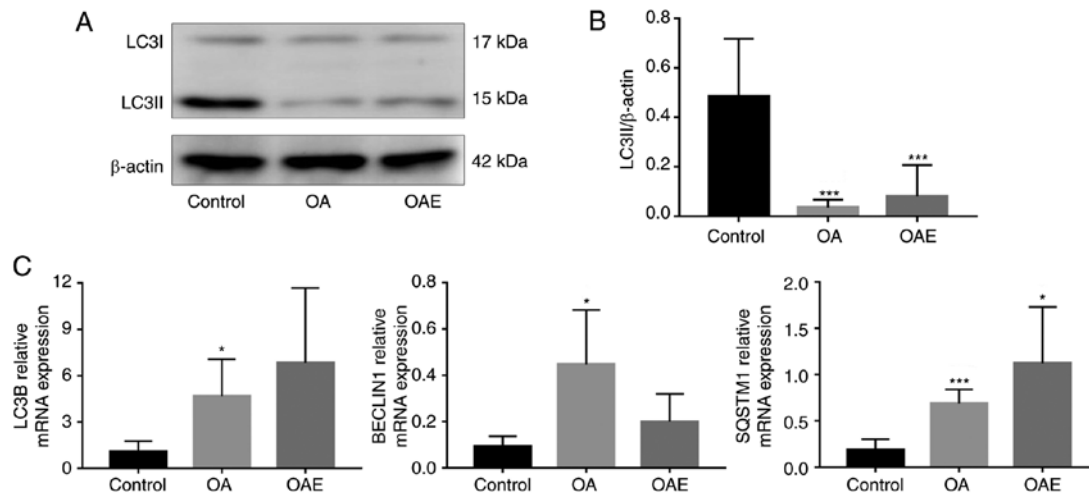 A
LC3I
17 kDa
LC3II
15 kDa
β-actin
42 kDa
Control OA OAE
B
LC3II/β-actin
0.8
0.6
0.4
0.2
0.0
***
***
Control OA OAE
C
LC3B relative
mRNA expression
12
9
6
3
0
*
Control OA OAE
BECLIN1 relative
mRNA expression
0.8
0.6
0.4
0.2
0.0
*
Control OA OAE
SQSTM1 relative
mRNA expression
2.0
1.5
1.0
0.5
0.0
***
*
Control OA OAE